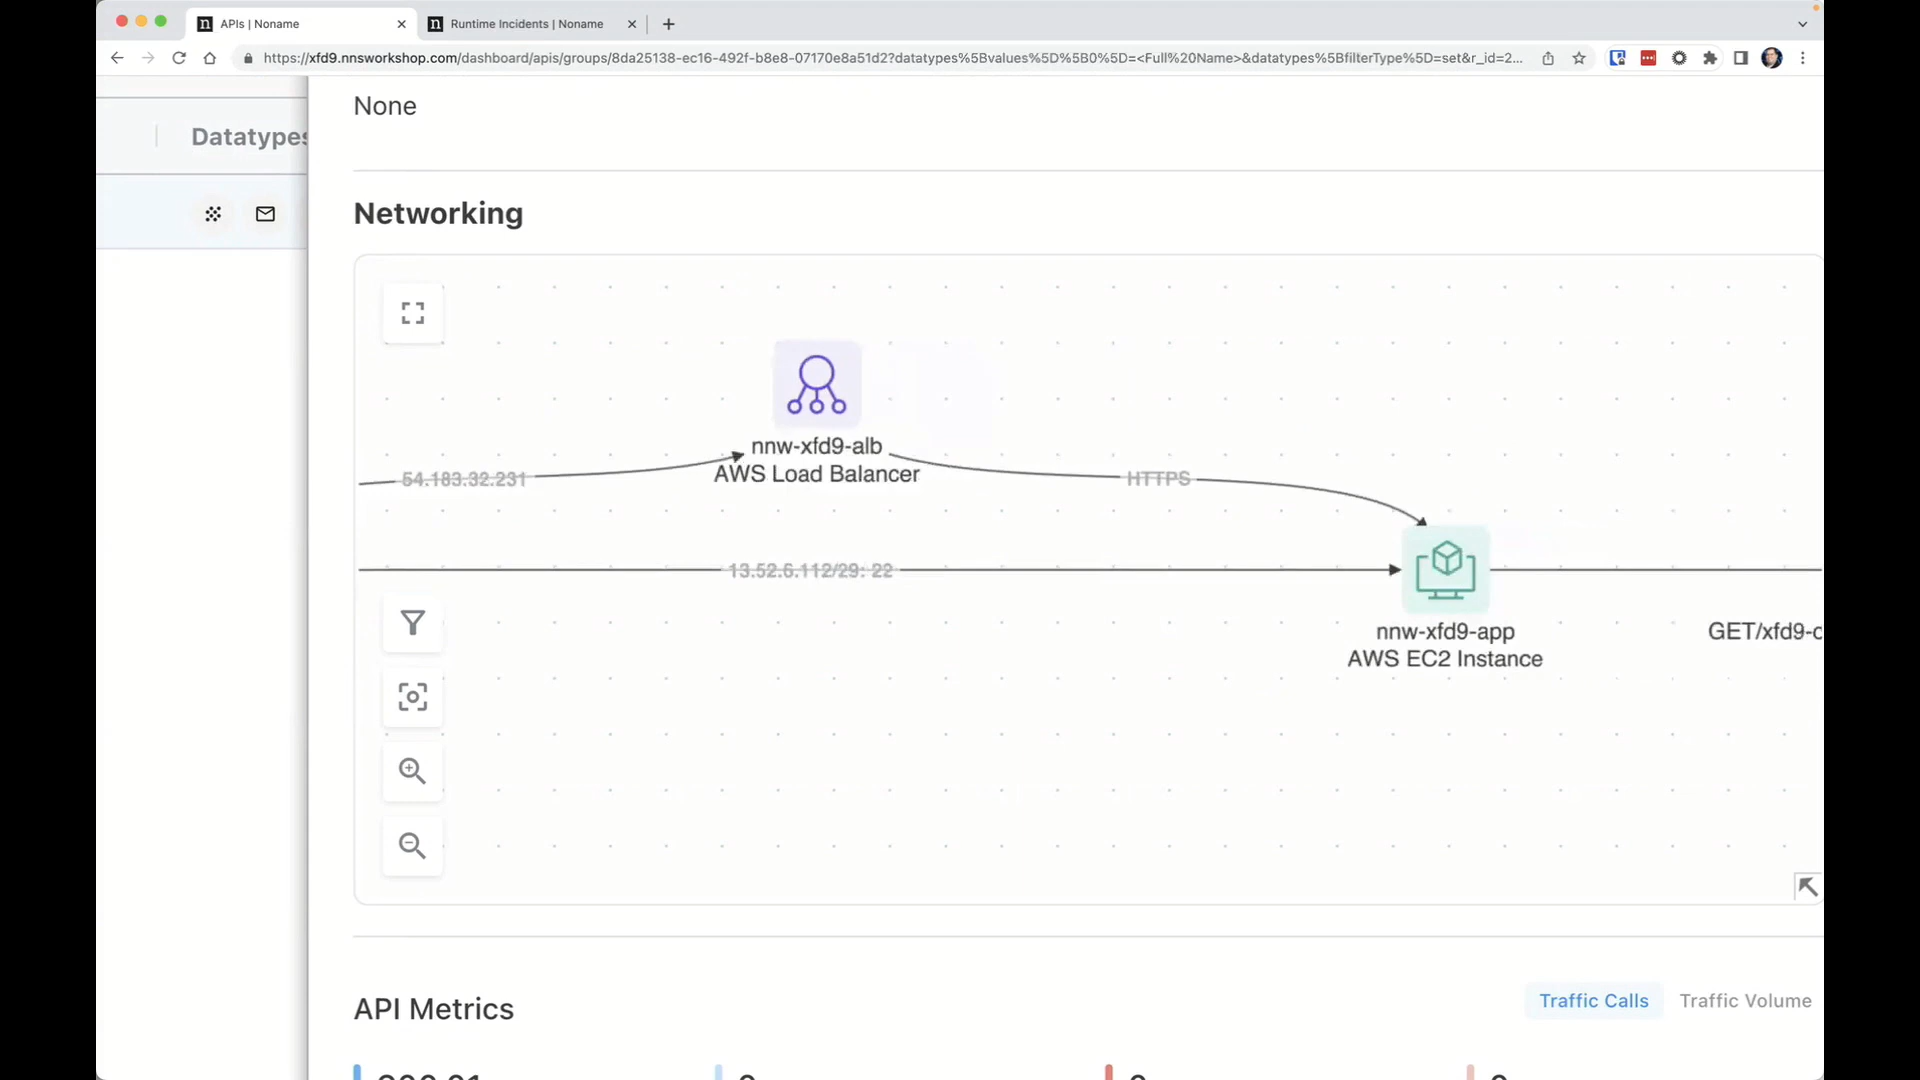 APIs | Noname
Runtime Incidents | Noname
https://xfd9.nnsworkshop.com/dashboard/apis/groups/8da25138-ec16-492f-b8e8-07170e8a51d2?datatypes%5Bvalues%5D%5B0%5D=<Full%20Name>&datatypes%5BfilterType%5D=set&r_id=2...
None
Datatypes
Networking
nnw-xfd9-alb
AWS Load Balancer
54.183.32.231
HTTPS
13.52.6.112/29: 22
nnw-xfd9-app
AWS EC2 Instance
GET/xfd9-c
API Metrics
Traffic Calls
Traffic Volume